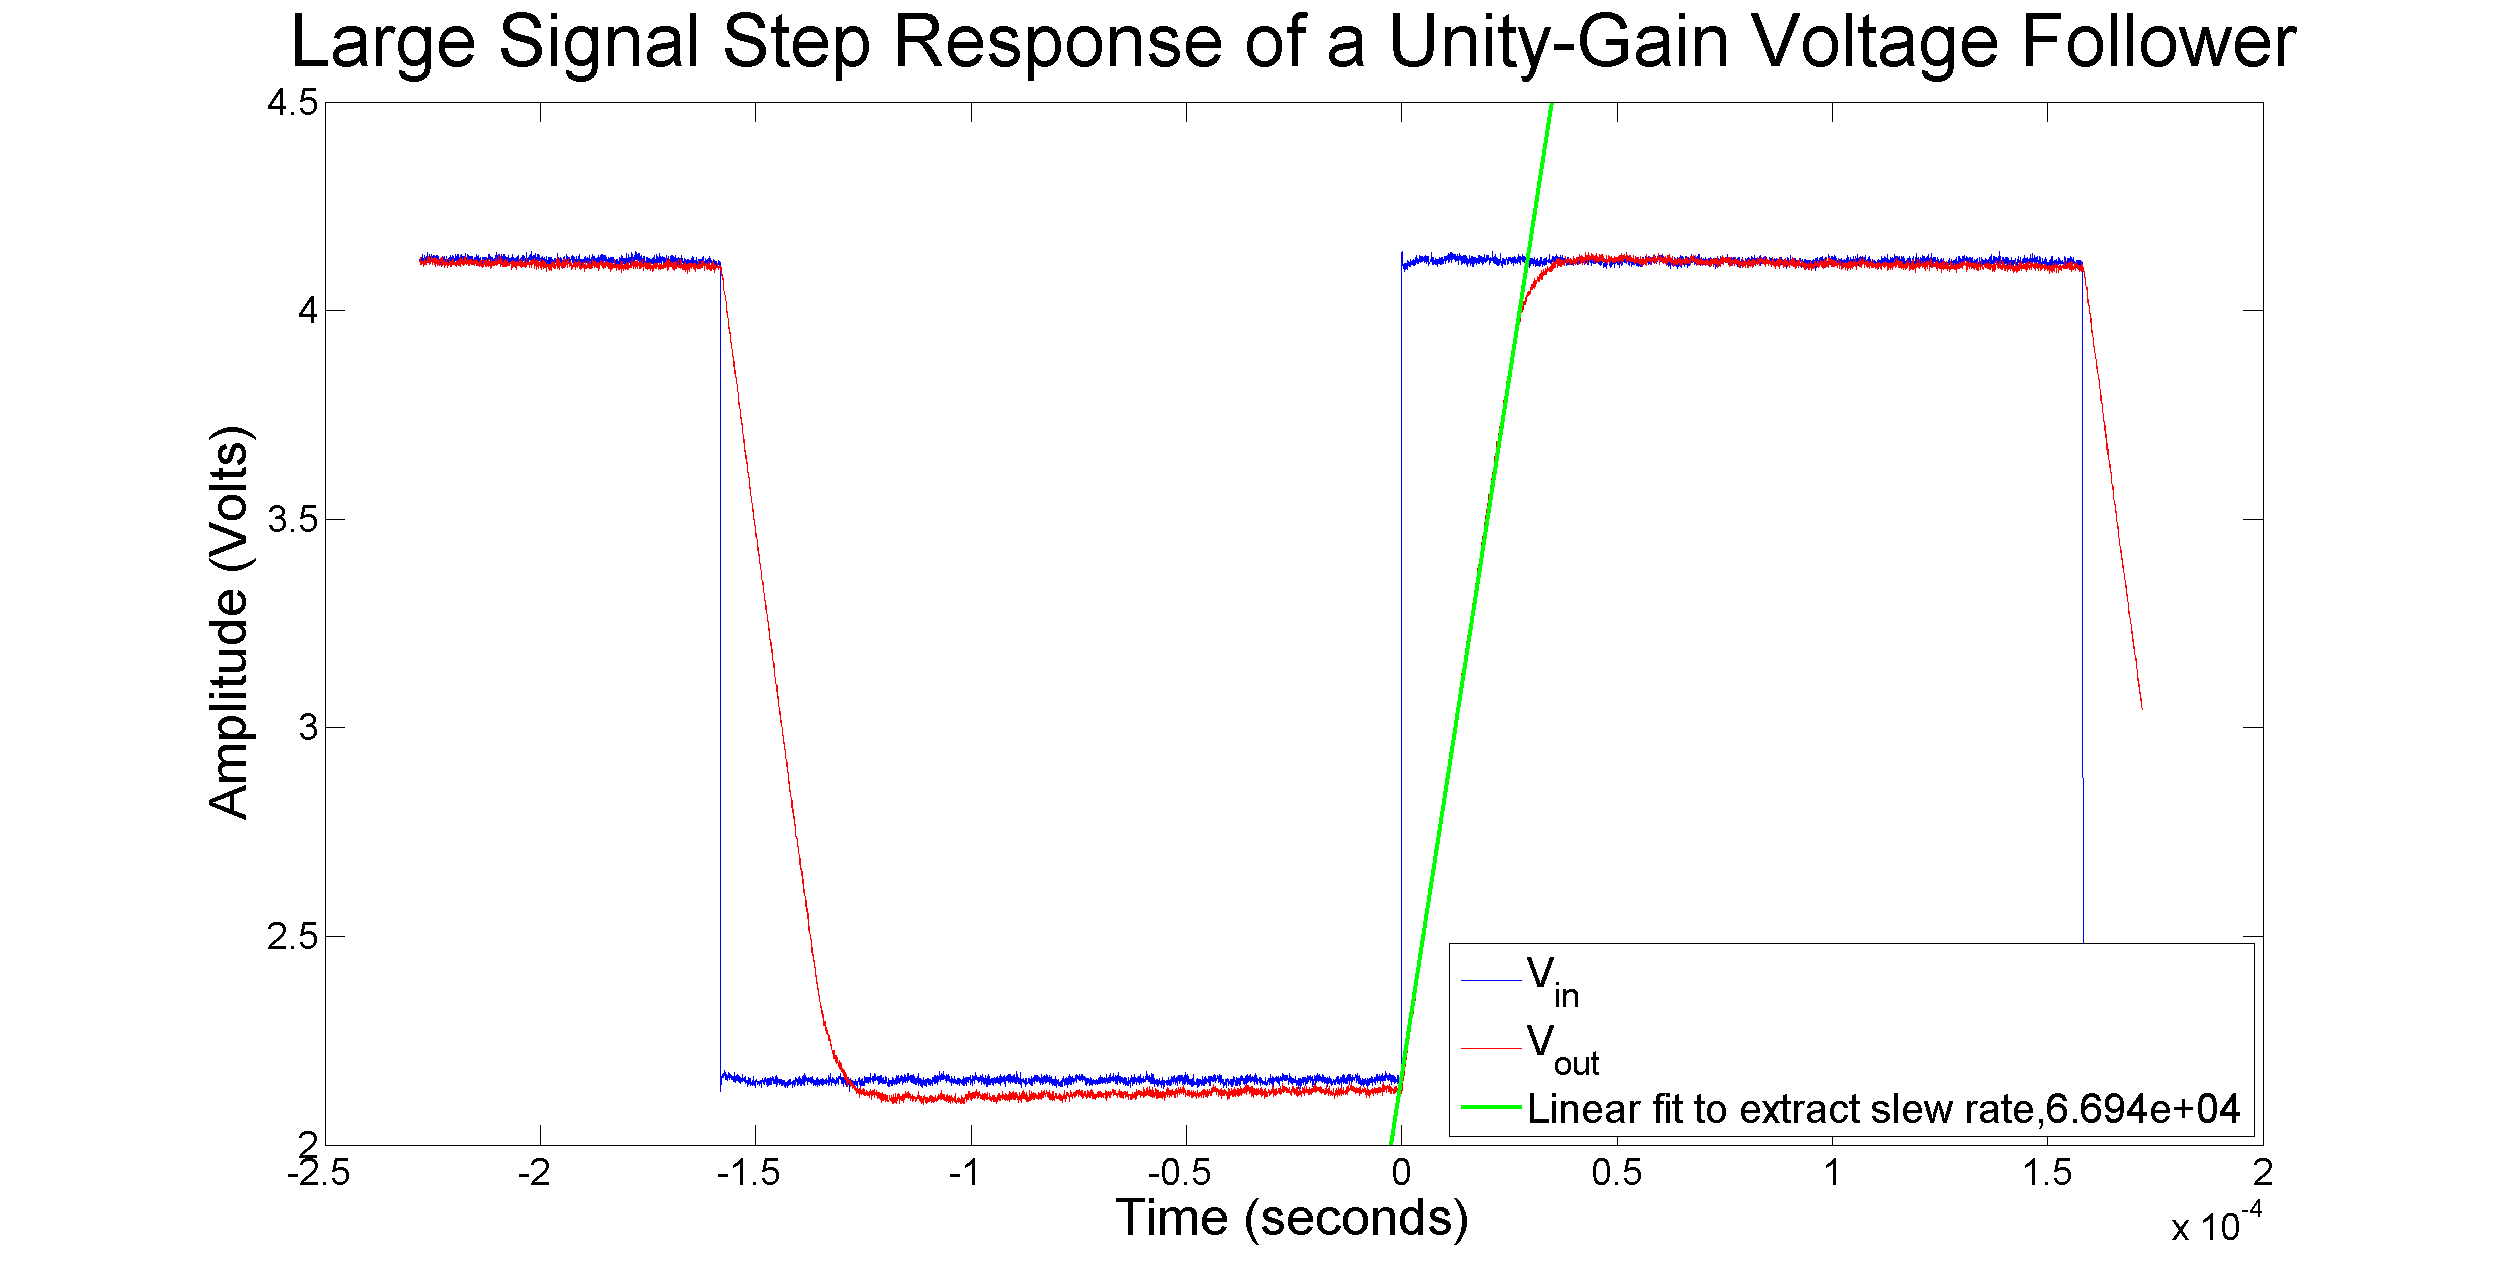 Large Signal Step Response of a Unity-Gain Voltage Follower
4.5
4
3.5
3
2.5
2
Amplitude (Volts)
-2.5 -2 -1.5 -1 -0.5 0 0.5 1 1.5 2
Time (seconds)
x 10-4
Vin
Vout
Linear fit to extract slew rate,6.694e+04